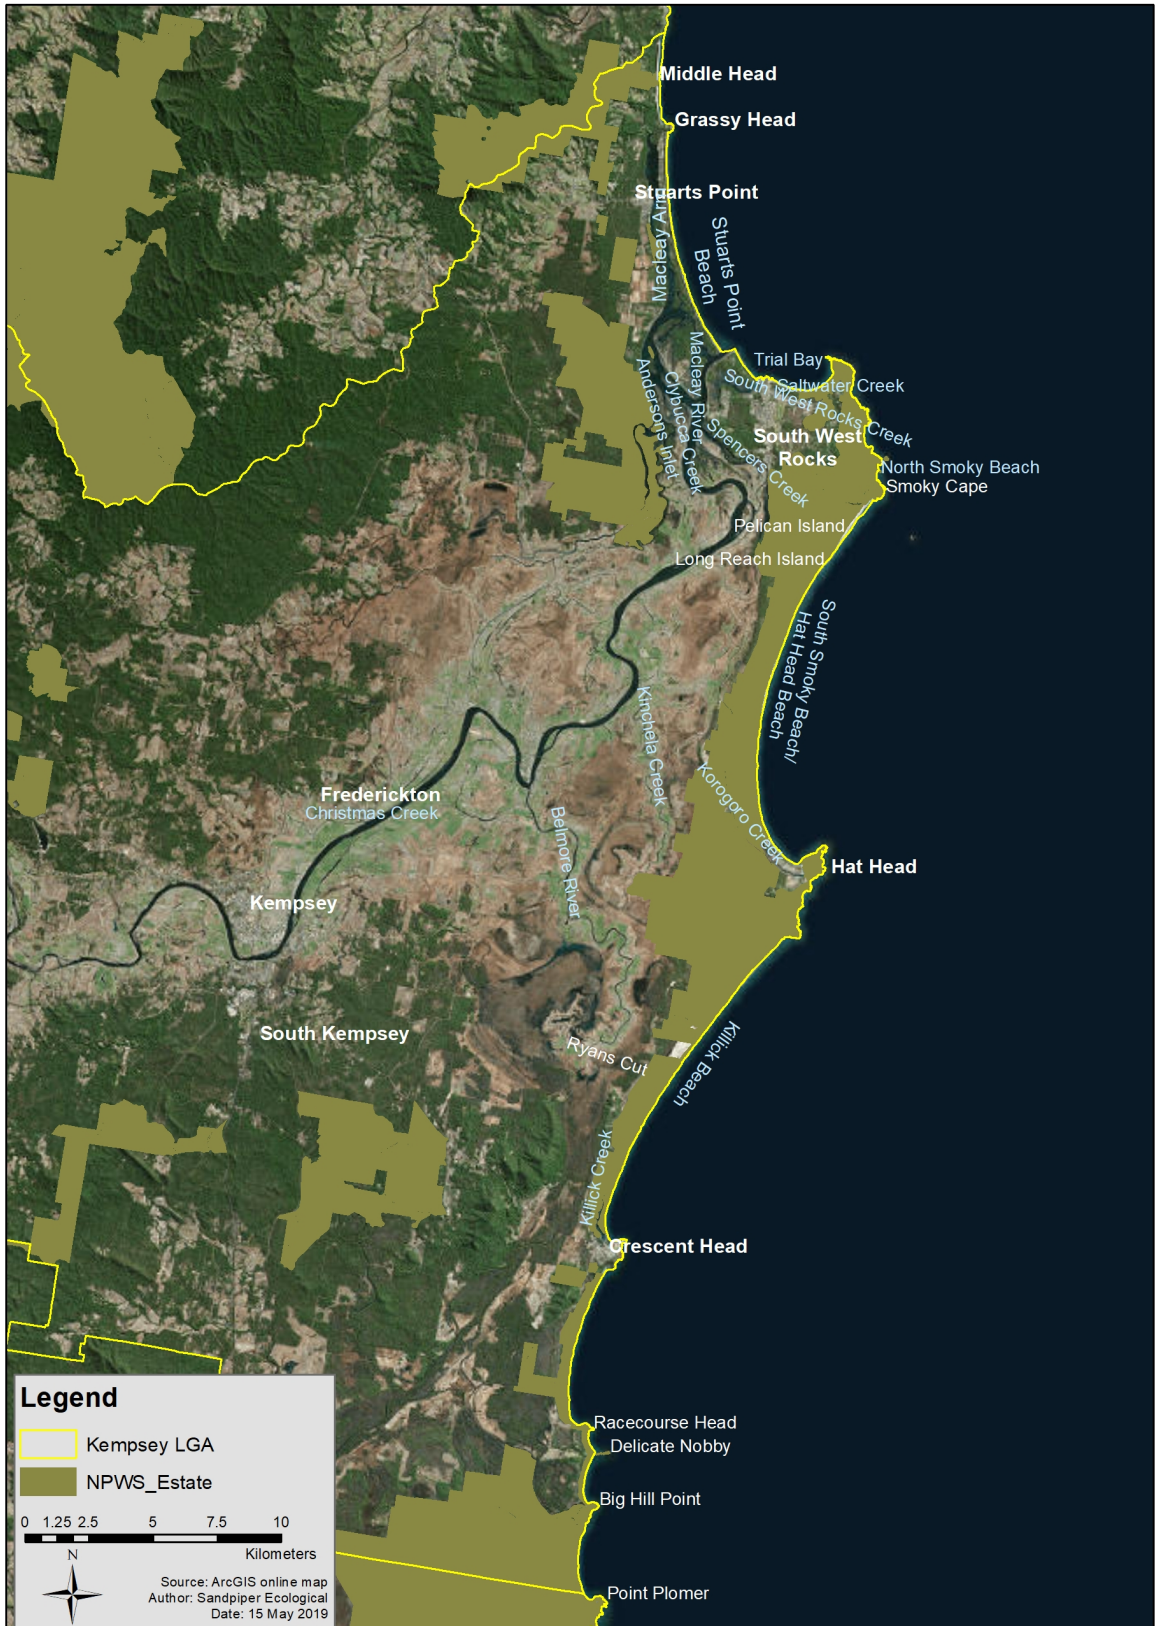 Middle Head
Grassy Head
Stuarts Point
Macleay Arm
Stuarts Point
Beach
Trial Bay
Saltwater Creek
South West Rocks Creek
Macleay River
Clybucca Creek
Andersons Inlet
Spencers Creek
South West
Rocks
North Smoky Beach
Smoky Cape
Pelican Island
Long Reach Island
South Smoky Beach/
Hat Head Beach
Kinchela Creek
Korogoro Creek
Frederickton
Christmas Creek
Belmore River
Hat Head
Kempsey
South Kempsey
Ryans Cut
Killick Beach
Killick Creek
Crescent Head
Racecourse Head
Delicate Nobby
Big Hill Point
Point Plomer
Legend
Kempsey LGA
NPWS_Estate
0 1.25 2.5 5 7.5 10
Kilometers
N
Source: ArcGIS online map
Author: Sandpiper Ecological
Date: 15 May 2019